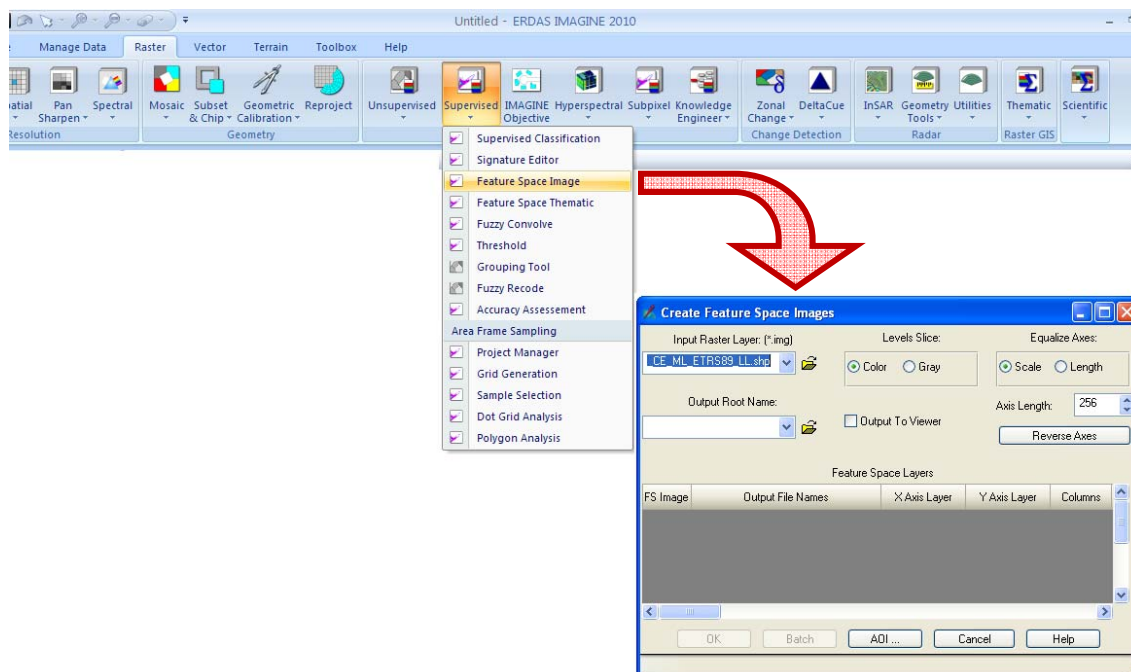 Untitled - ERDAS IMAGINE 2010
Manage Data Raster Vector Terrain Toolbox Help
Pan Sharpen Spectral Mosaic Subset & Chip Geometric Calibration Reproject Unsupervised Supervised IMAGINE Objective Hyperspectral Subpixel Knowledge Engineer Zonal Change DeltaCue InSAR Geometry Tools Utilities Thematic Scientific
Resolution Geometry Change Detection Radar Raster GIS
Supervised Classification
Signature Editor
Feature Space Image
Feature Space Thematic
Fuzzy Convolve
Threshold
Grouping Tool
Fuzzy Recode
Accuracy Assessement
Area Frame Sampling
Project Manager
Grid Generation
Sample Selection
Dot Grid Analysis
Polygon Analysis
Create Feature Space Images
Input Raster Layer: (*.img) Levels Slice: Equalize Axes:
_CE_ML_ETRS89_LL.shp Color Gray Scale Length
Output Root Name: Output To Viewer Axis Length: 256
Reverse Axes
Feature Space Layers
FS Image Output File Names X Axis Layer Y Axis Layer Columns
OK Batch AOI ... Cancel Help